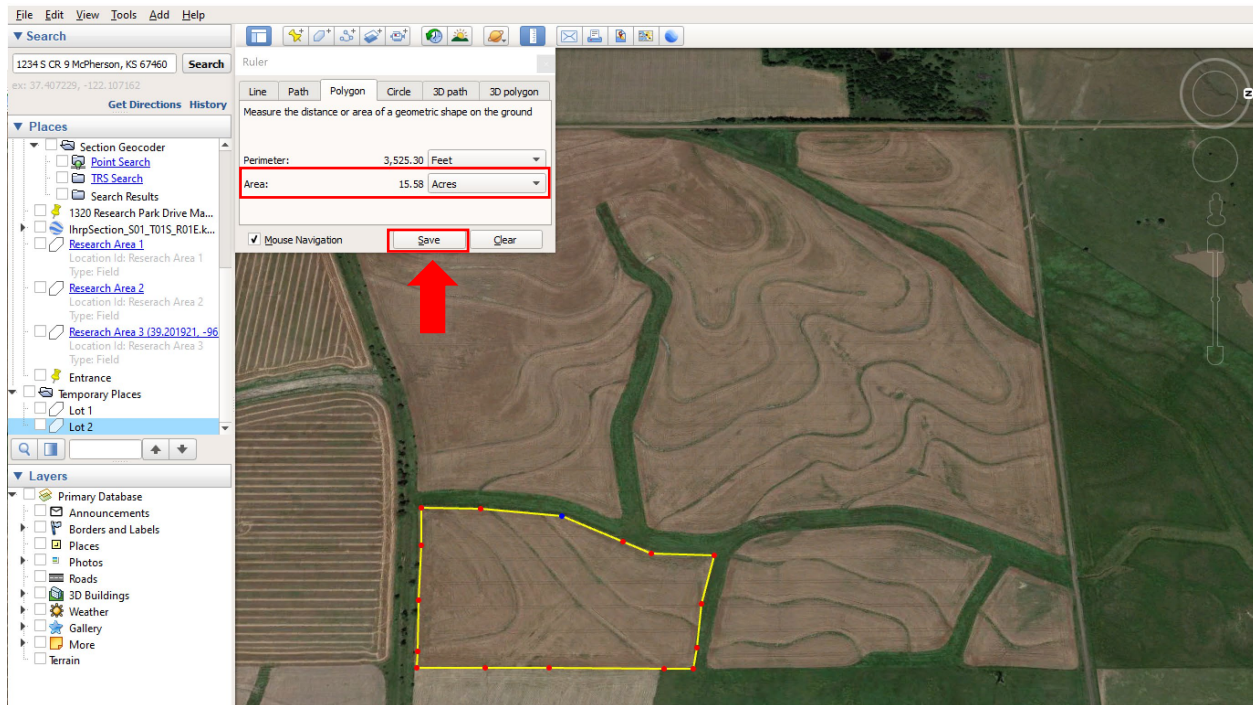 File Edit View Tools Add Help
Search
1234 S CR 9 McPherson, KS 67460 Search
ex: 37.407229, -122.107162
Get Directions History
Places
Section Geocoder
Point Search
TRS Search
Search Results
1320 Research Park Drive Ma...
IhrpSection_S01_T01S_R01E.k...
Research Area 1
Location Id: Reserach Area 1
Type: Field
Research Area 2
Location Id: Reserach Area 2
Type: Field
Reserach Area 3 (39.201921, -96
Location Id: Reserach Area 3
Type: Field
Entrance
Temporary Places
Lot 1
Lot 2
Layers
Primary Database
Announcements
Borders and Labels
Places
Photos
Roads
3D Buildings
Weather
Gallery
More
Terrain
Ruler
Line Path Polygon Circle 3D path 3D polygon
Measure the distance or area of a geometric shape on the ground
Perimeter: 3,525.30 Feet
Area: 15.58 Acres
Mouse Navigation Save Clear
N